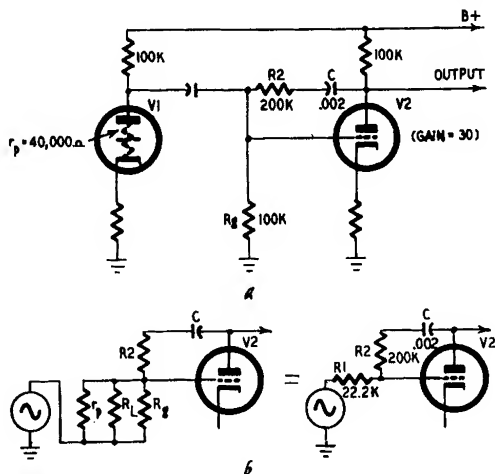 B+
100K
100K
R2
C
OUTPUT
V1
200K
.002
V2
rp = 40,000Ω
(GAIN = 30)
Rg
100K
a
C
V2
C
.002
V2
R2
R2
200K
=
R1
22.2K
rp
RL
Rg
b